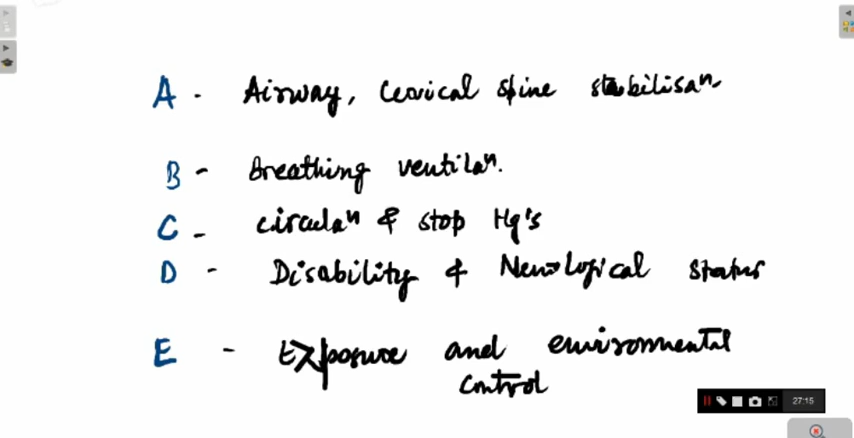 A - Airway, Cervical spine stabilisaⁿ
B - Breathing ventilaⁿ.
C - circulaⁿ & stop Hg's
D - Disability & Neurological status
E - Exposure and environmental
control
27:15